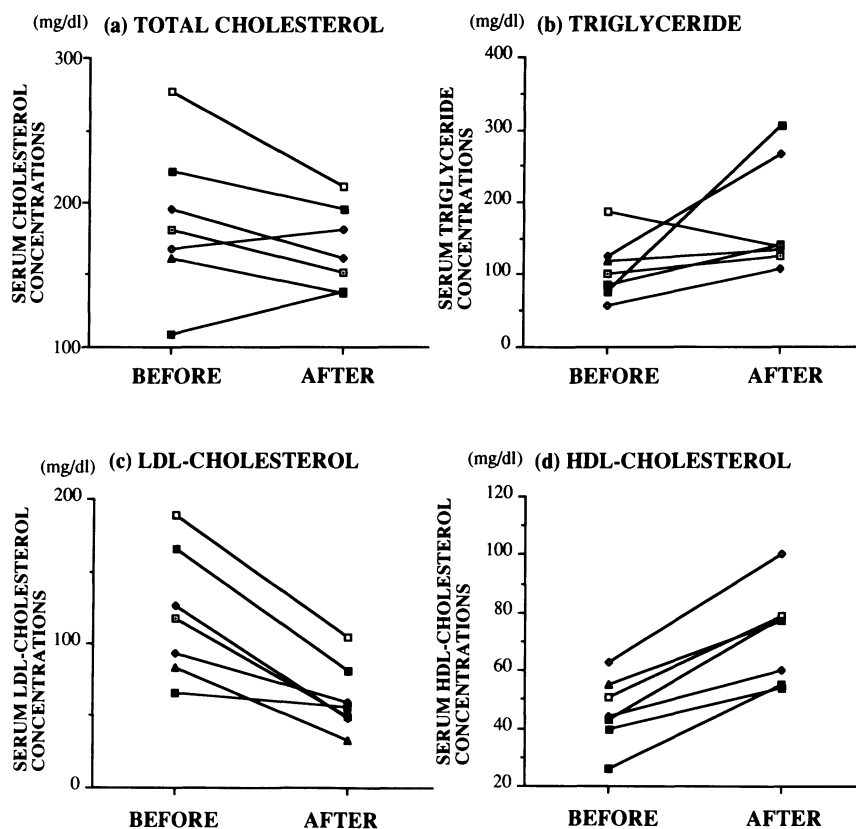 (mg/dl) (a) TOTAL CHOLESTEROL
300
200
100
SERUM CHOLESTEROL
CONCENTRATIONS
BEFORE AFTER
(mg/dl) (b) TRIGLYCERIDE
400
300
200
100
0
SERUM TRIGLYCERIDE
CONCENTRATIONS
BEFORE AFTER
(mg/dl) (c) LDL-CHOLESTEROL
200
100
0
SERUM LDL-CHOLESTEROL
CONCENTRATIONS
BEFORE AFTER
(mg/dl) (d) HDL-CHOLESTEROL
120
100
80
60
40
20
SERUM HDL-CHOLESTEROL
CONCENTRATIONS
BEFORE AFTER